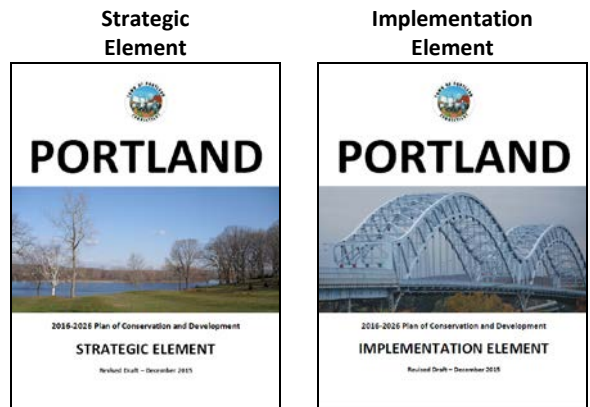 Strategic
Element
Implementation
Element
PORTLAND
2016-2026 Plan of Conservation and Development
STRATEGIC ELEMENT
Revised Draft – December 2015
PORTLAND
2016-2026 Plan of Conservation and Development
IMPLEMENTATION ELEMENT
Revised Draft – December 2015